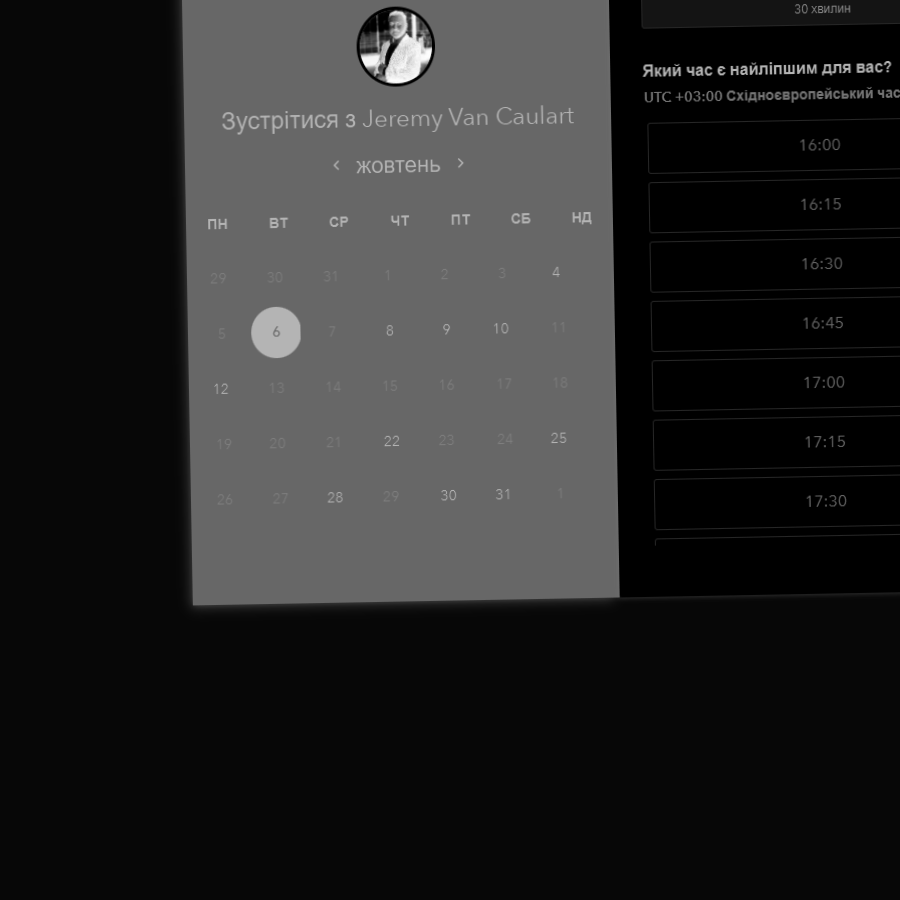 Зустрітися з Jeremy Van Caulart
жовтень
ПН ВТ СР ЧТ ПТ СБ НД
29 30 31 1 2 3 4
5 6 7 8 9 10 11
12 13 14 15 16 17 18
19 20 21 22 23 24 25
26 27 28 29 30 31 1
30 хвилин
Який час є найліпшим для вас?
UTC +03:00 Східноєвропейський час
16:00
16:15
16:30
16:45
17:00
17:15
17:30